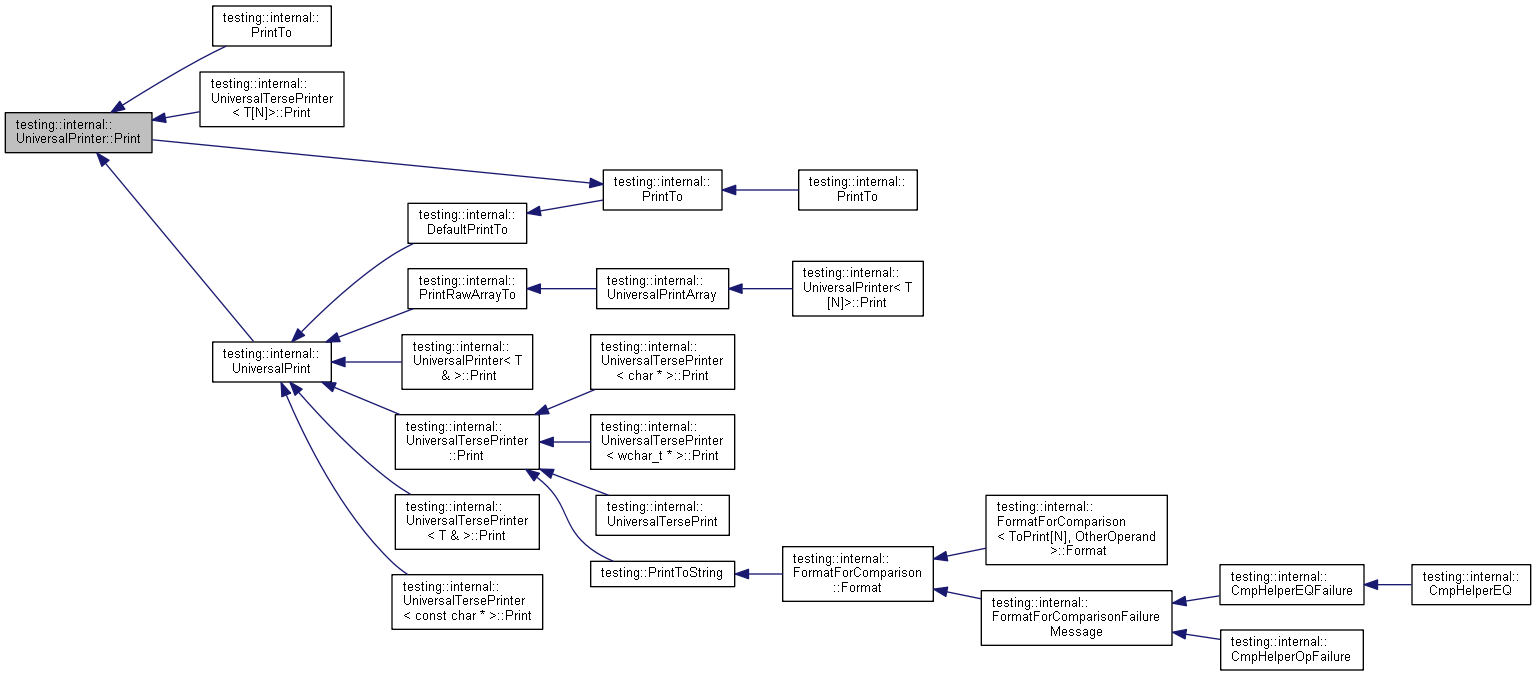 testing::internal::
PrintTo
testing::internal::
UniversalTersePrinter
< T[N]>::Print
testing::internal::
UniversalPrinter::Print
testing::internal::
PrintTo
testing::internal::
PrintTo
testing::internal::
DefaultPrintTo
testing::internal::
PrintRawArrayTo
testing::internal::
UniversalPrintArray
testing::internal::
UniversalPrinter< T
[N]>::Print
testing::internal::
UniversalPrint
testing::internal::
UniversalPrinter< T
& >::Print
testing::internal::
UniversalTersePrinter
< char * >::Print
testing::internal::
UniversalTersePrinter
::Print
testing::internal::
UniversalTersePrinter
< wchar_t * >::Print
testing::internal::
UniversalTersePrinter
< T & >::Print
testing::internal::
UniversalTersePrint
testing::internal::
UniversalTersePrinter
< const char * >::Print
testing::PrintToString
testing::internal::
FormatForComparison
::Format
testing::internal::
FormatForComparison
< ToPrint[N], OtherOperand
>::Format
testing::internal::
FormatForComparisonFailure
Message
testing::internal::
CmpHelperEQFailure
testing::internal::
CmpHelperEQ
testing::internal::
CmpHelperOpFailure